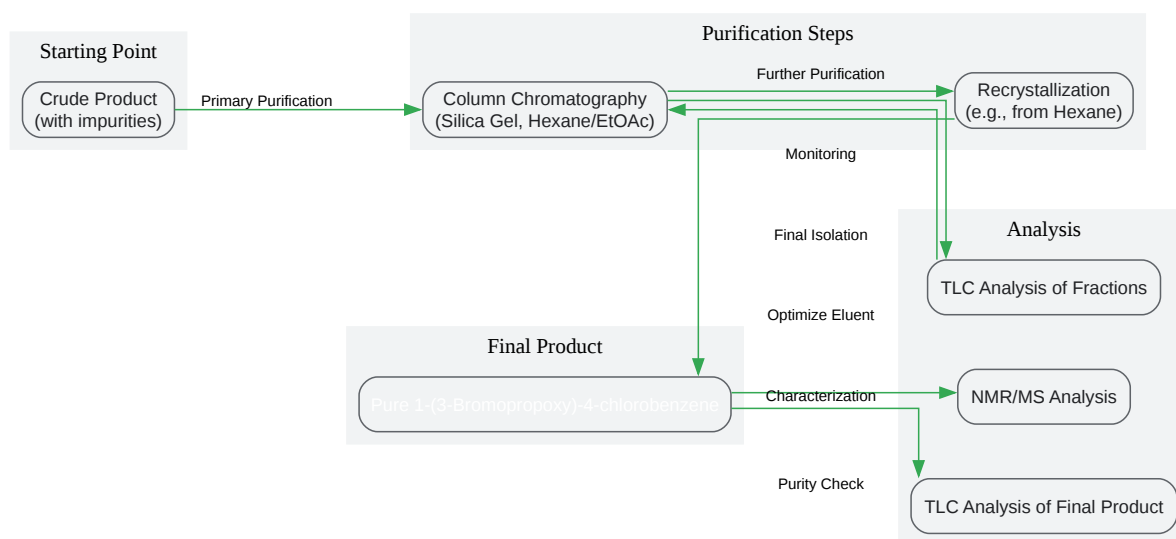 Starting Point
Crude Product
(with impurities)
Primary Purification
Purification Steps
Column Chromatography
(Silica Gel, Hexane/EtOAc)
Further Purification
Recrystallization
(e.g., from Hexane)
Monitoring
Final Isolation
Optimize Eluent
Analysis
TLC Analysis of Fractions
Final Product
Pure 1-(3-Bromopropoxy)-4-chlorobenzene
Characterization
NMR/MS Analysis
Purity Check
TLC Analysis of Final Product